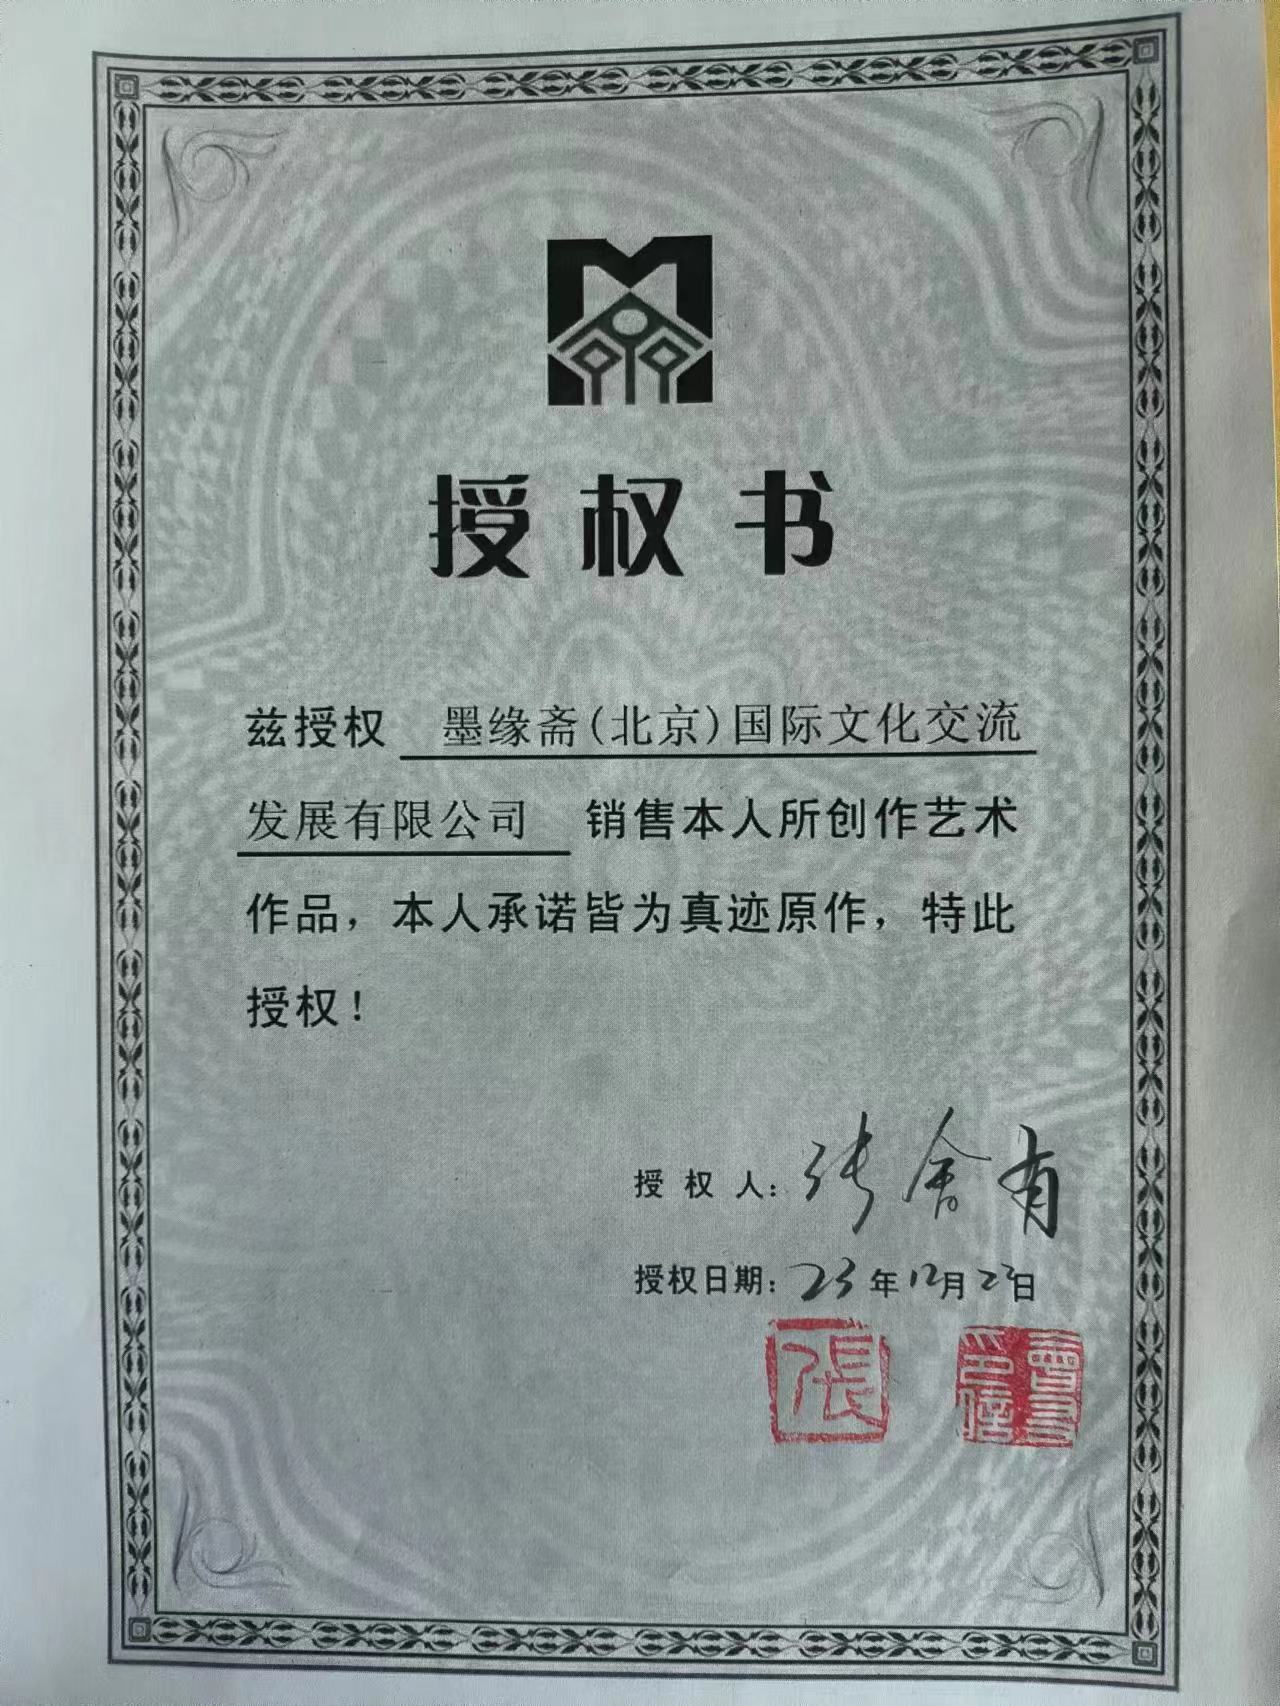 授权书
兹授权 墨缘斋(北京)国际文化交流
发展有限公司 销售本人所创作艺术
作品，本人承诺皆为真迹原作，特此
授权！
授权人：张
授权日期：23年12月22日
張